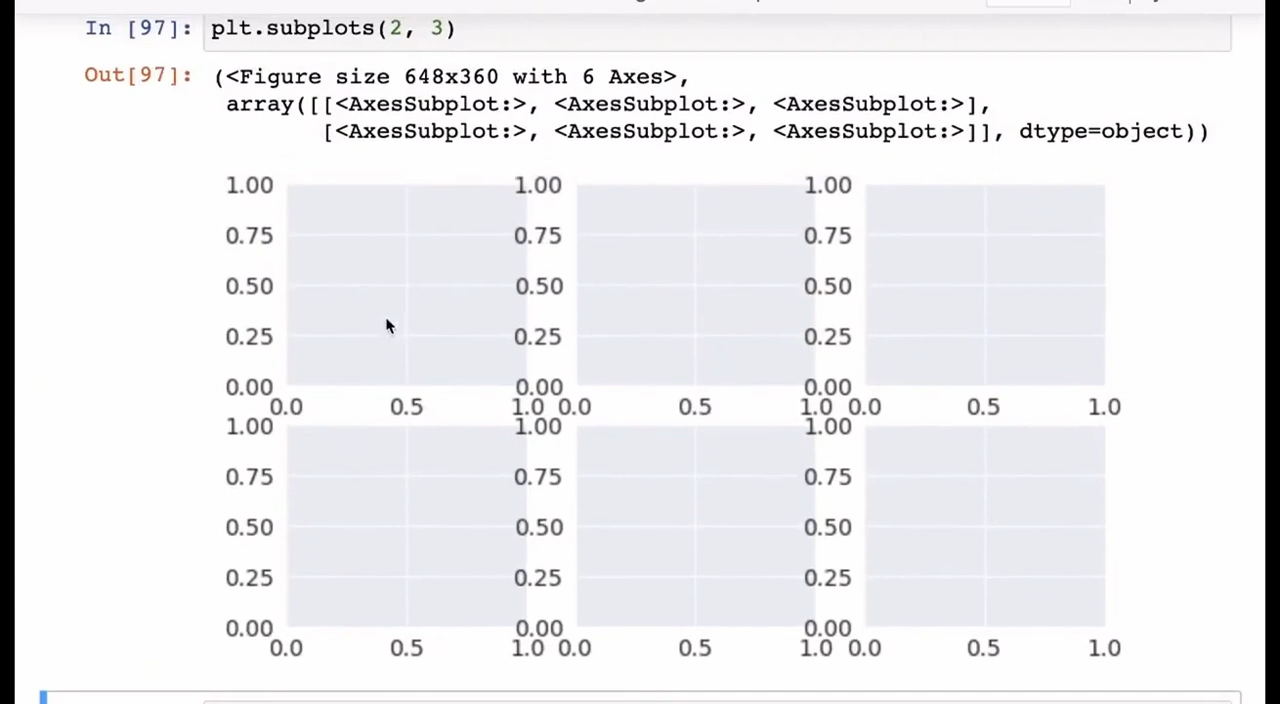 In [97]: plt.subplots(2, 3)
Out[97]: (<Figure size 648x360 with 6 Axes>,
array([[<AxesSubplot:>, <AxesSubplot:>, <AxesSubplot:>],
[<AxesSubplot:>, <AxesSubplot:>, <AxesSubplot:>]], dtype=object))
1.00 1.00 1.00
0.75 0.75 0.75
0.50 0.50 0.50
0.25 0.25 0.25
0.00 0.00 0.00
0.0 0.5 1.0 0.0 0.5 1.0 0.0 0.5 1.0
1.00 1.00 1.00
0.75 0.75 0.75
0.50 0.50 0.50
0.25 0.25 0.25
0.00 0.00 0.00
0.0 0.5 1.0 0.0 0.5 1.0 0.0 0.5 1.0